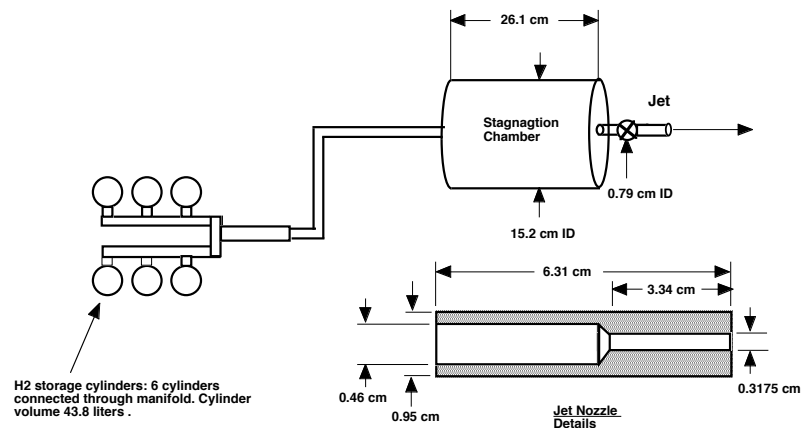 26.1 cm
Stagnagtion
Chamber
Jet
0.79 cm ID
15.2 cm ID
6.31 cm
3.34 cm
0.46 cm
0.95 cm
0.3175 cm
Jet Nozzle
Details
H2 storage cylinders: 6 cylinders
connected through manifold. Cylinder
volume 43.8 liters .